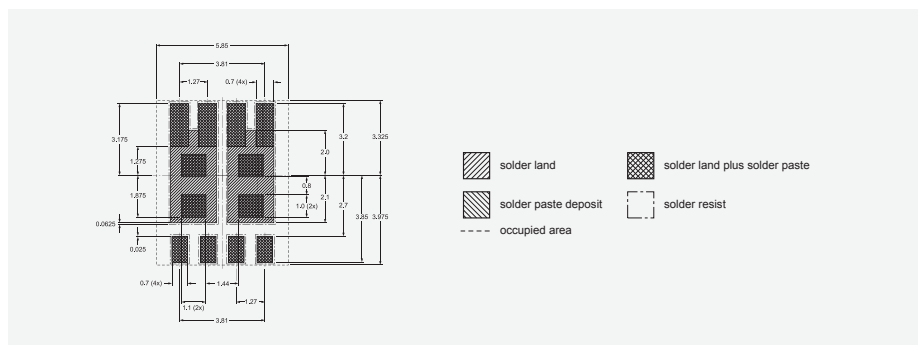 5.85
3.81
1.27
0.7 (4x)
3.175
3.2
3.325
2.0
1.275
0.8
1.875
2.1
1.0 (2x)
2.7
3.85
3.975
0.0625
0.025
0.7 (4x)
1.44
1.1 (2x)
1.27
3.81
solder land
solder land plus solder paste
solder paste deposit
solder resist
occupied area